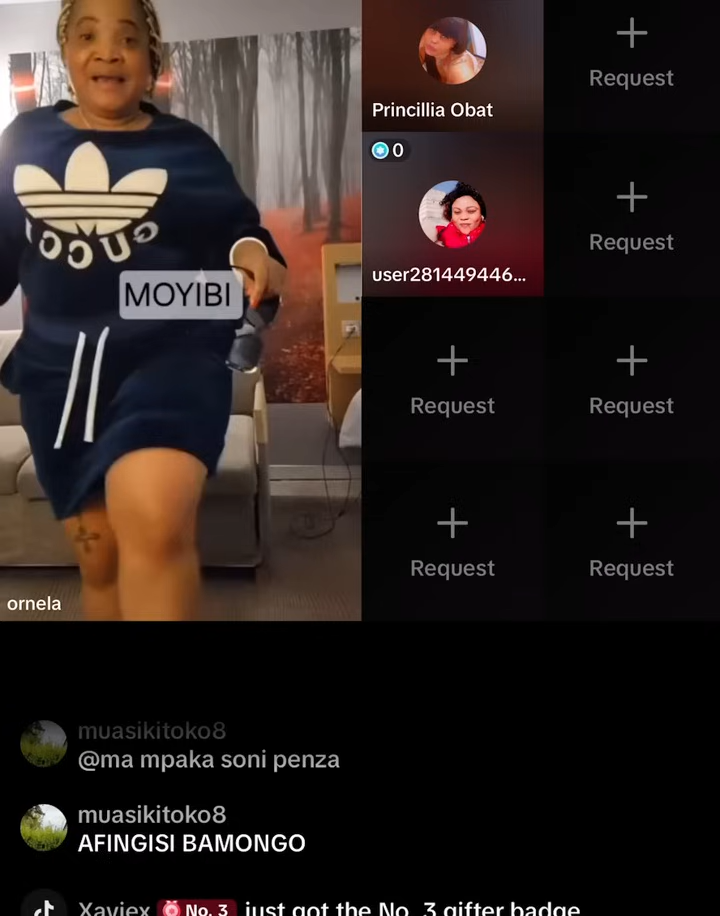 GUCCI
MOYIBI
ornela
Princillia Obat
0
user281449446...
Request
Request
Request
Request
Request
Request
muasikitoko8
@ma mpaka soni penza
muasikitoko8
AFINGISI BAMONGO
Xaviex No. 3 just got the No. 3 gifter badge